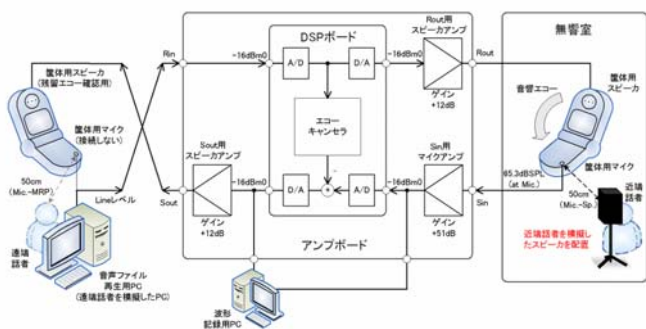 無響室
DSPボード
Rout用
スピーカアンプ
Rin
-16dBm0
A/D
D/A
-16dBm0
Rout
ゲイン
+12dB
筐体用スピーカ
(残留エコー確認用)
筐体用
スピーカ
音響エコー
エコー
キャンセラ
筐体用マイク
(接続しない)
Sout用
スピーカアンプ
Sin用
マイクアンプ
65.3dBSPL
(at Mic.)
筐体用マイク
-16dBm0
D/A
-
+
A/D
-16dBm0
50cm
(Mic.-MRP)
Lineレベル
Sout
Sin
50cm
(Mic.-Sp.)
近端
話者
ゲイン
+12dB
ゲイン
+51dB
遠端
話者
アンプボード
近端話者を模擬し
たスピーカを配置
音声ファイル
再生用PC
(遠端話者を模擬したPC)
波形
記録用PC